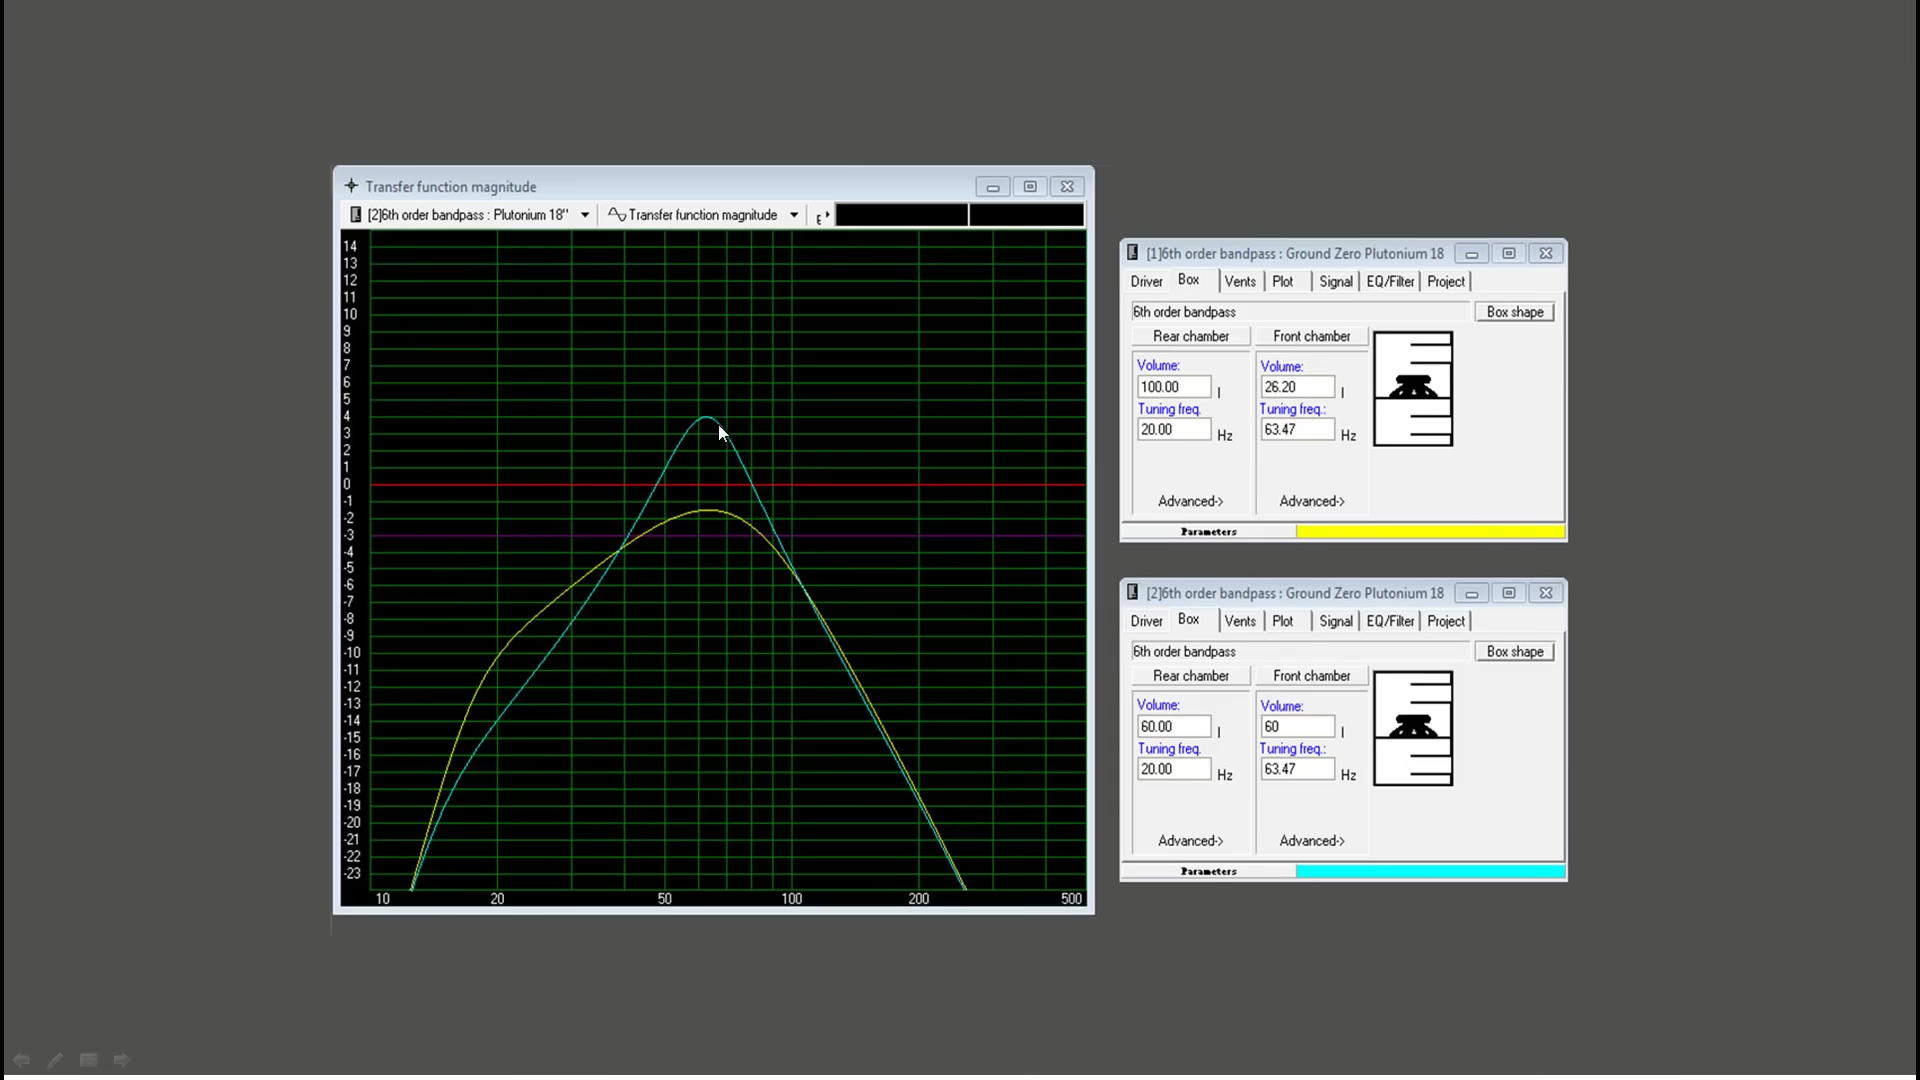 Transfer function magnitude
[2]6th order bandpass : Plutonium 18"
Transfer function magnitude
14
13
12
11
10
9
8
7
6
5
4
3
2
1
0
-1
-2
-3
-4
-5
-6
-7
-8
-9
-10
-11
-12
-13
-14
-15
-16
-17
-18
-19
-20
-21
-22
-23
10 20 50 100 200 500
[1]6th order bandpass : Ground Zero Plutonium 18
Driver Box Vents Plot Signal EQ/Filter Project
6th order bandpass Box shape
Rear chamber Front chamber
Volume: Volume:
100.00 l 26.20 l
Tuning freq. Tuning freq.:
20.00 Hz 63.47 Hz
Advanced-> Advanced->
Parameters
[2]6th order bandpass : Ground Zero Plutonium 18
Driver Box Vents Plot Signal EQ/Filter Project
6th order bandpass Box shape
Rear chamber Front chamber
Volume: Volume:
60.00 l 60 l
Tuning freq. Tuning freq.:
20.00 Hz 63.47 Hz
Advanced-> Advanced->
Parameters